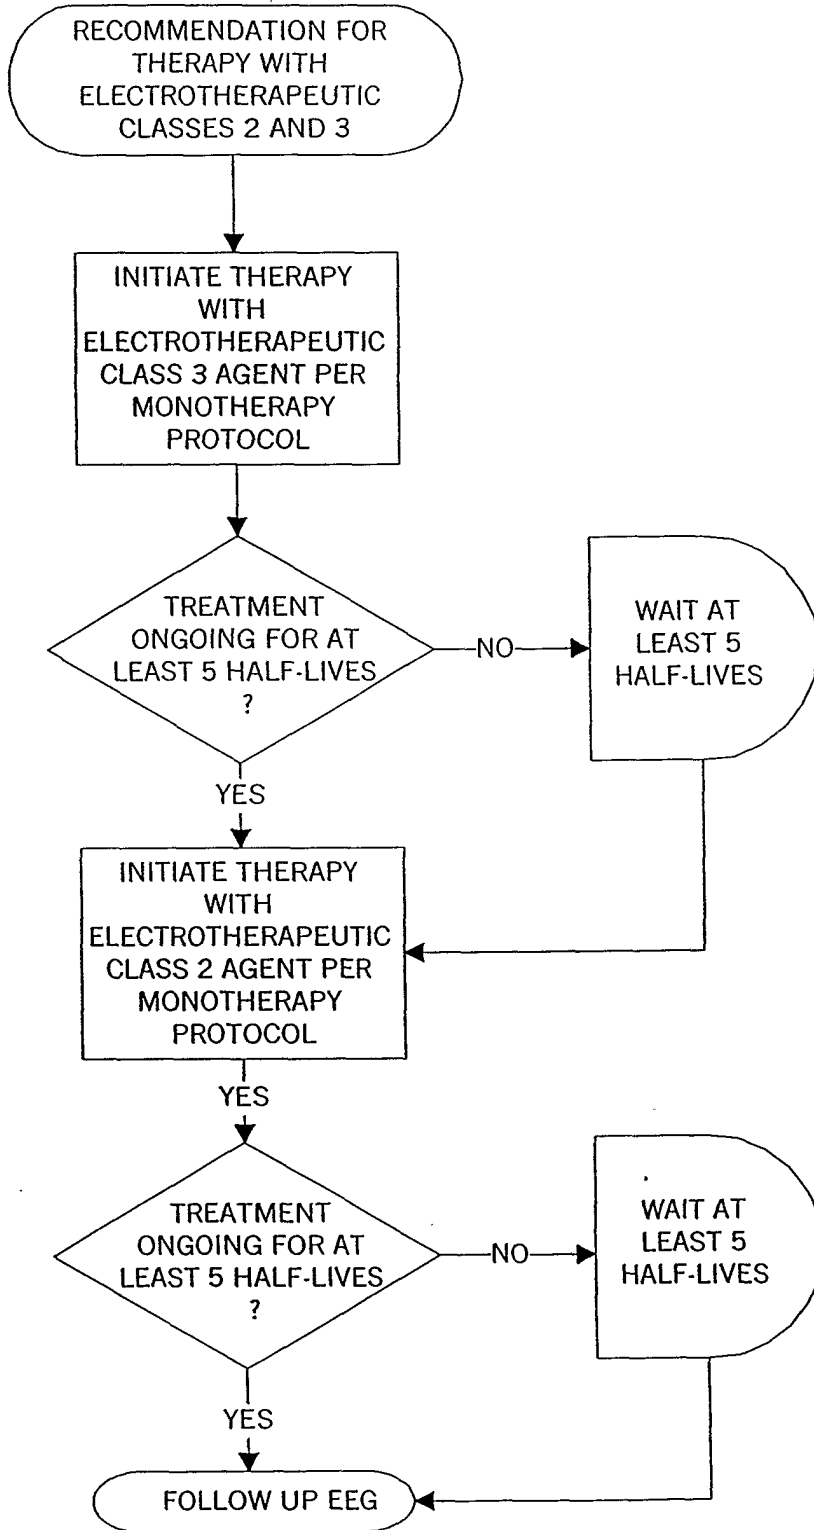 RECOMMENDATION FOR
THERAPY WITH
ELECTROTHERAPEUTIC
CLASSES 2 AND 3
INITIATE THERAPY
WITH
ELECTROTHERAPEUTIC
CLASS 3 AGENT PER
MONOTHERAPY
PROTOCOL
TREATMENT
ONGOING FOR AT
LEAST 5 HALF-LIVES
?
NO
WAIT AT
LEAST 5
HALF-LIVES
YES
INITIATE THERAPY
WITH
ELECTROTHERAPEUTIC
CLASS 2 AGENT PER
MONOTHERAPY
PROTOCOL
YES
TREATMENT
ONGOING FOR AT
LEAST 5 HALF-LIVES
?
NO
WAIT AT
LEAST 5
HALF-LIVES
YES
FOLLOW UP EEG